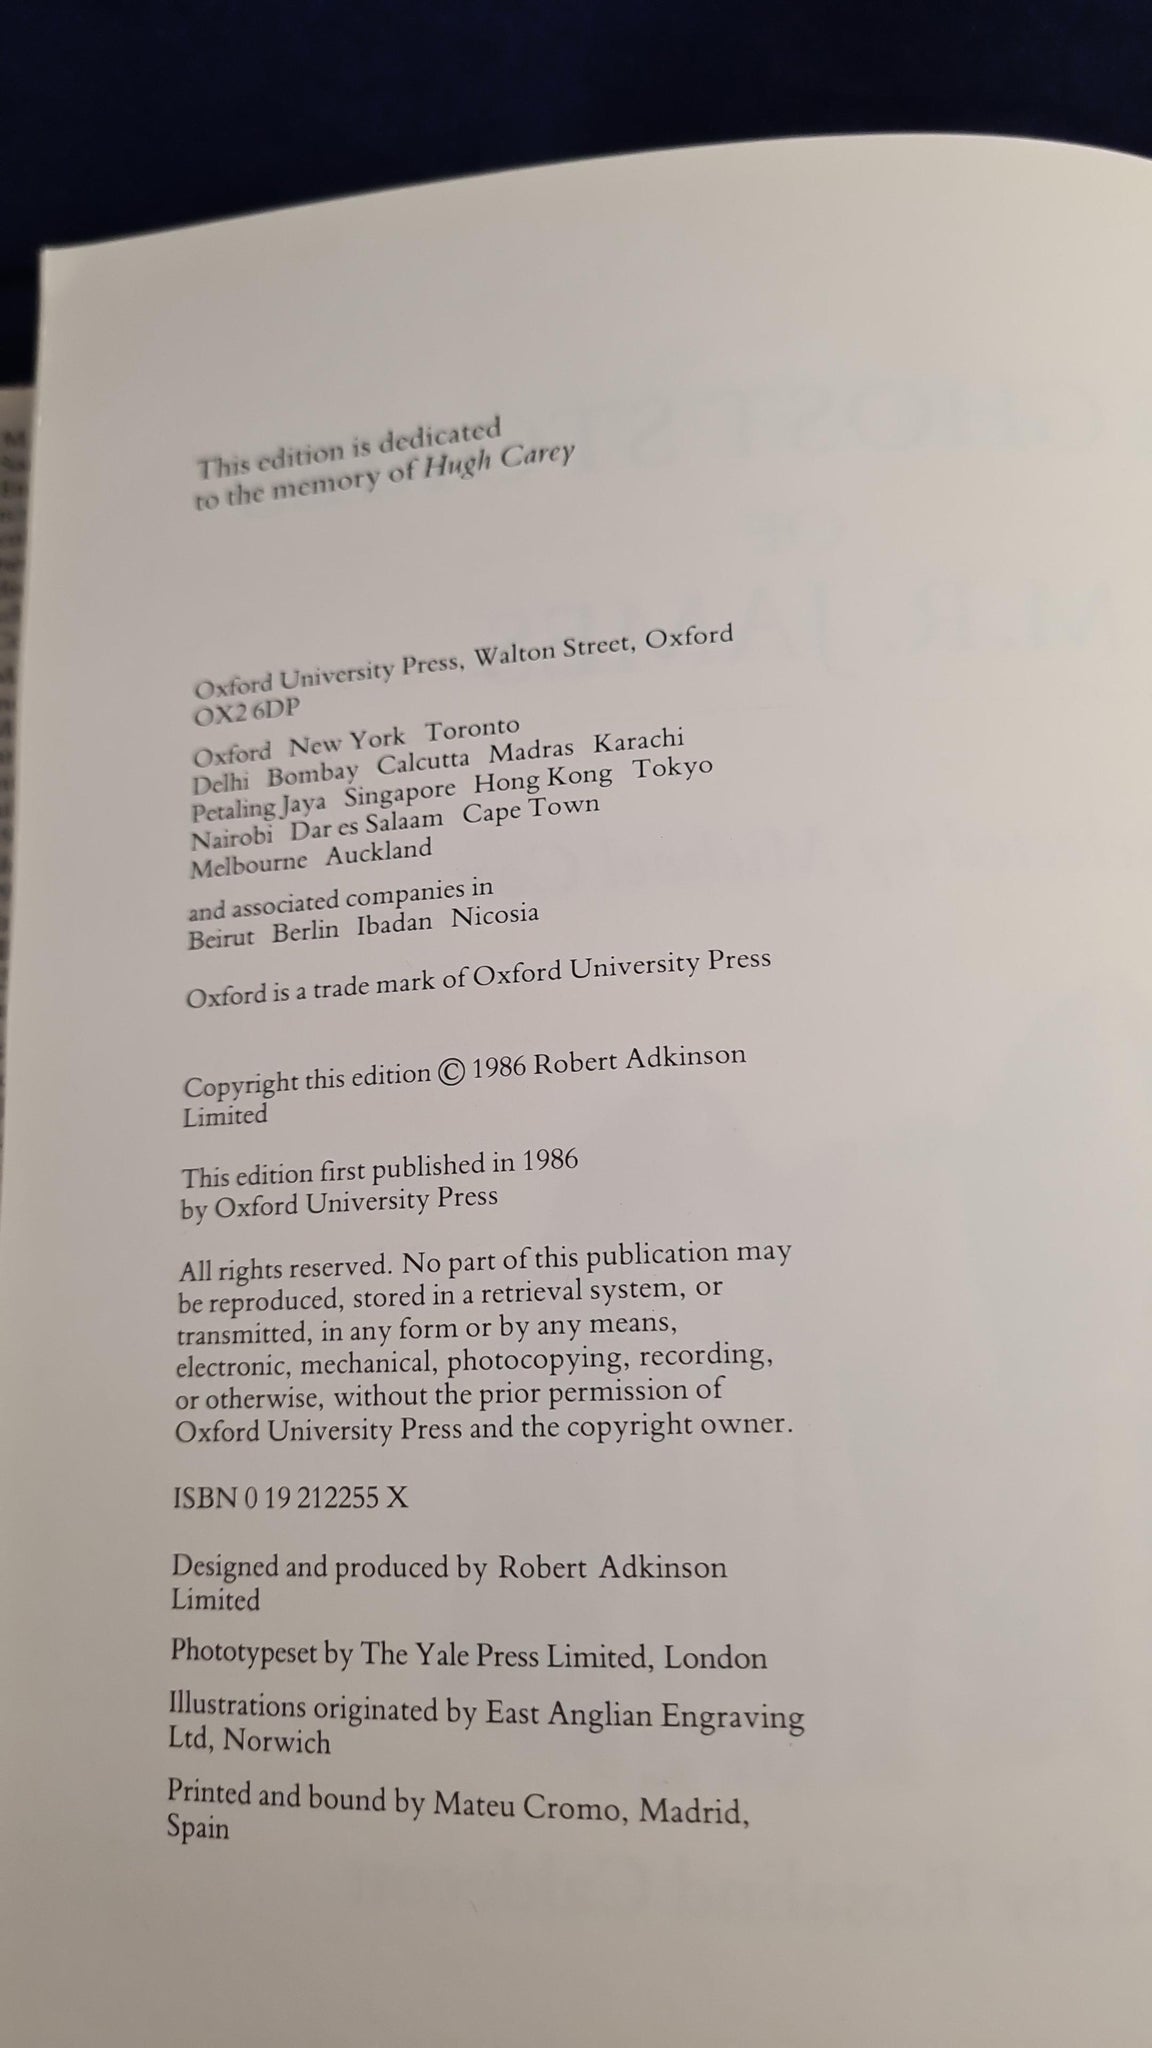 This edition is dedicated
to the memory of Hugh Carey
Oxford University Press, Walton Street, Oxford
OX2 6DP
Oxford New York Toronto
Delhi Bombay Calcutta Madras Karachi
Petaling Jaya Singapore Hong Kong Tokyo
Nairobi Dar es Salaam Cape Town
Melbourne Auckland
and associated companies in
Beirut Berlin Ibadan Nicosia
Oxford is a trade mark of Oxford University Press
Copyright this edition © 1986 Robert Adkinson
Limited
This edition first published in 1986
by Oxford University Press
All rights reserved. No part of this publication may
be reproduced, stored in a retrieval system, or
transmitted, in any form or by any means,
electronic, mechanical, photocopying, recording,
or otherwise, without the prior permission of
Oxford University Press and the copyright owner.
ISBN 0 19 212255 X
Designed and produced by Robert Adkinson
Limited
Phototypeset by The Yale Press Limited, London
Illustrations originated by East Anglian Engraving
Ltd, Norwich
Printed and bound by Mateu Cromo, Madrid,
Spain